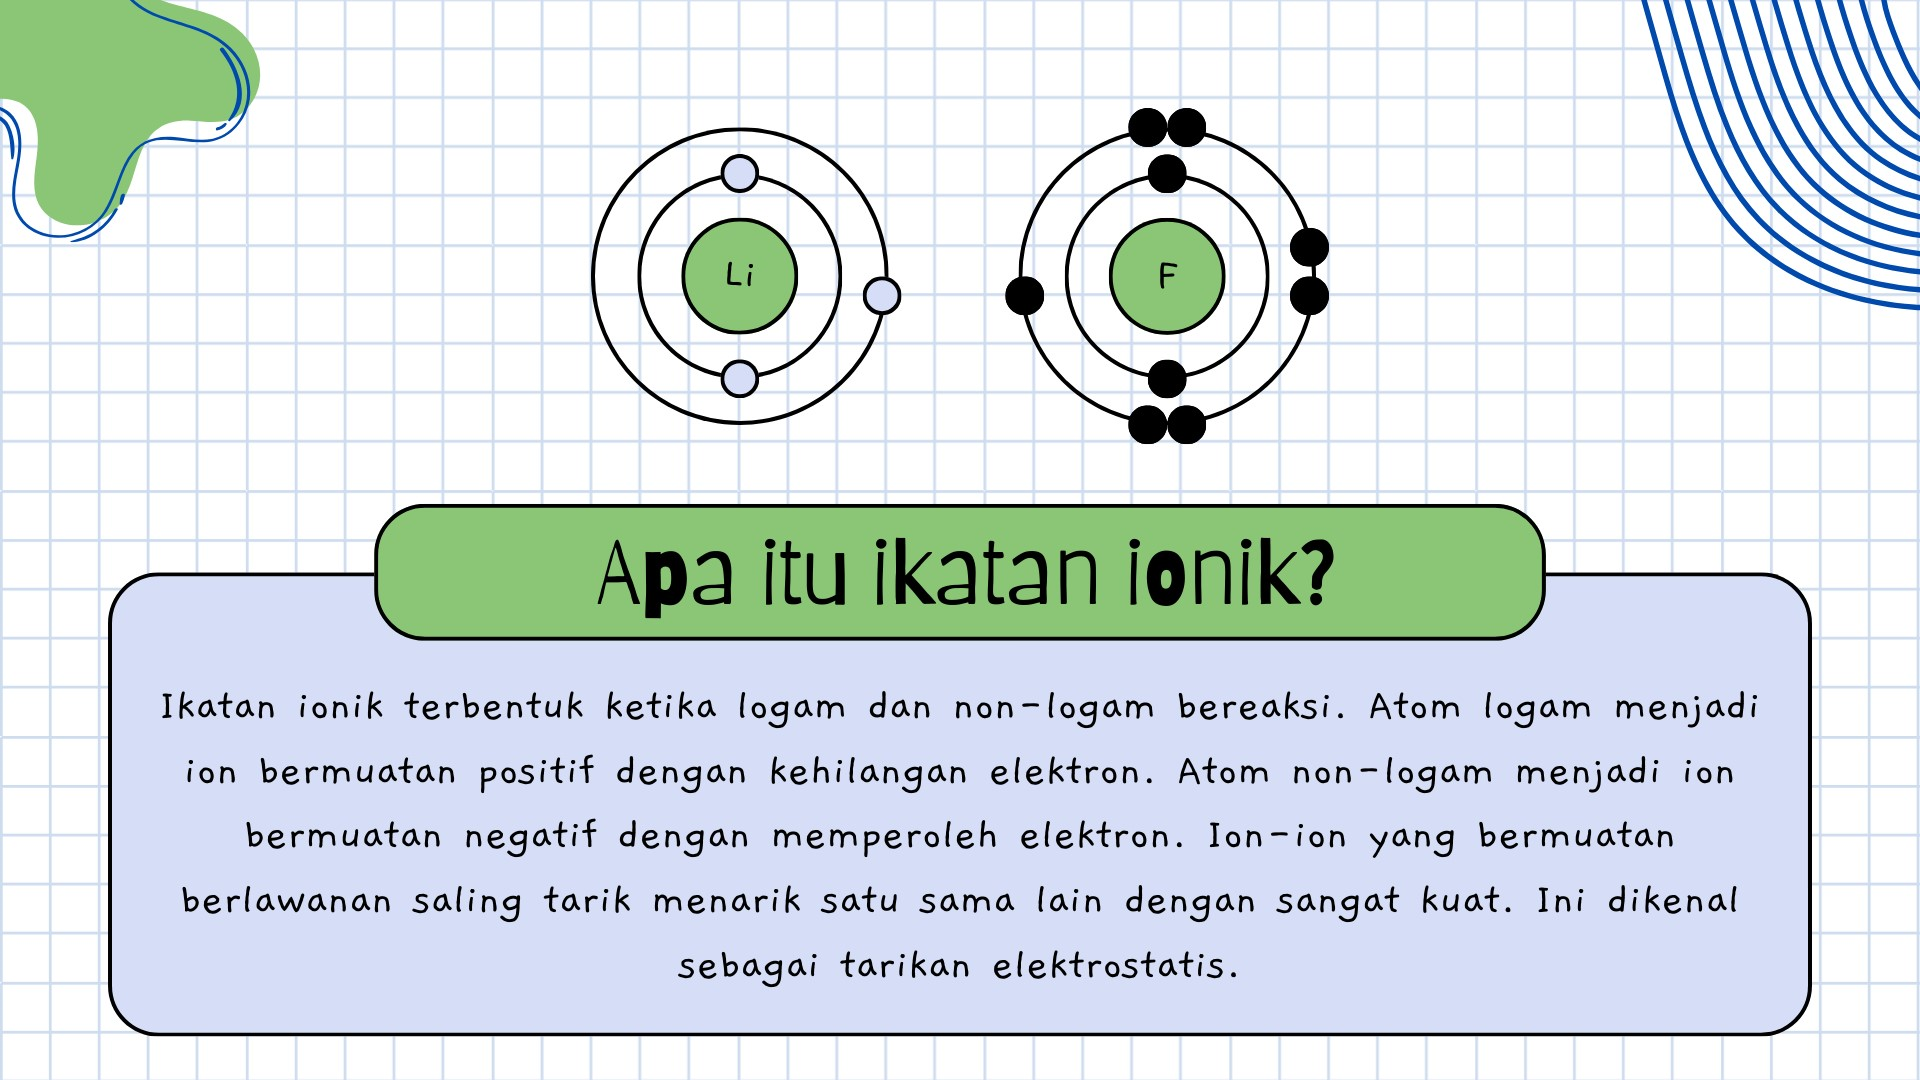 Li
F
Apa itu ikatan ionik?
Ikatan ionik terbentuk ketika logam dan non-logam bereaksi. Atom logam menjadi
ion bermuatan positif dengan kehilangan elektron. Atom non-logam menjadi ion
bermuatan negatif dengan memperoleh elektron. Ion-ion yang bermuatan
berlawanan saling tarik menarik satu sama lain dengan sangat kuat. Ini dikenal
sebagai tarikan elektrostatis.